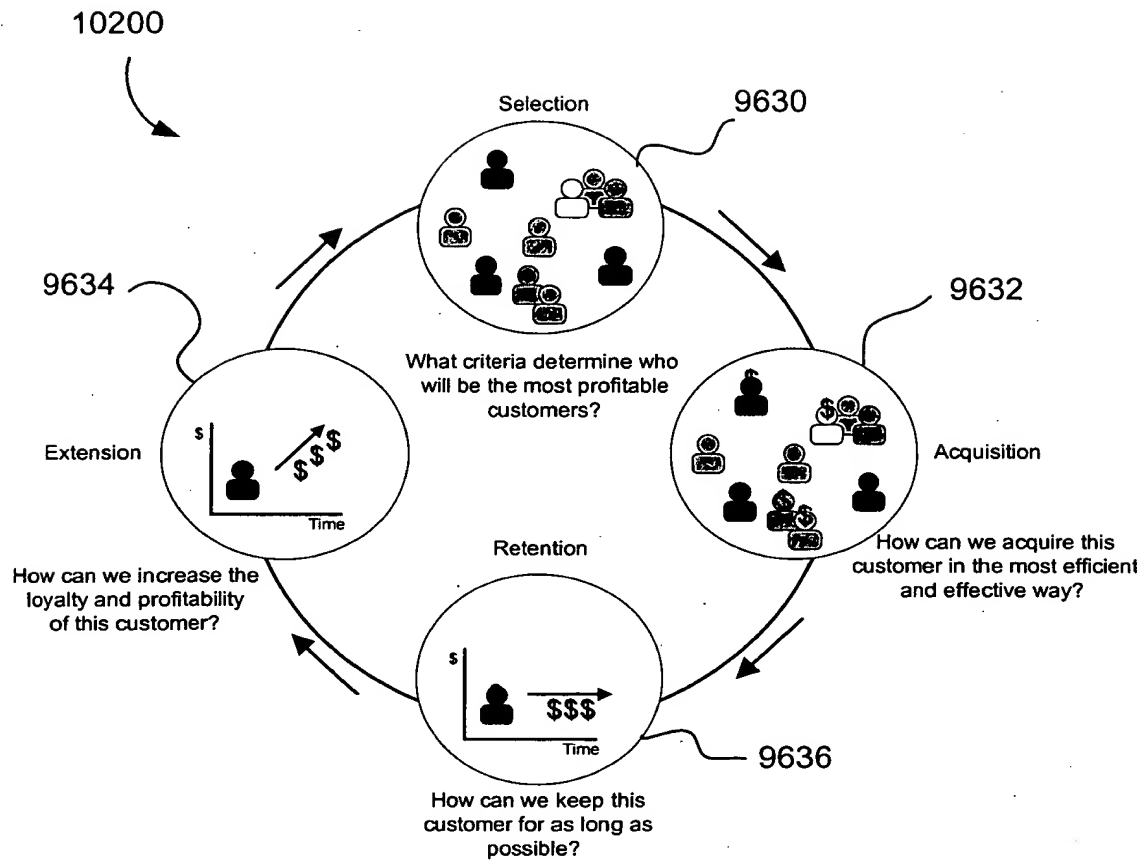 10200
Selection
9630
9634
9632
What criteria determine who
will be the most profitable
customers?
Extension
$
$$$
Time
$
$
$
$
Acquisition
How can we increase the
loyalty and profitability
of this customer?
Retention
How can we acquire this
customer in the most efficient
and effective way?
$
$$$
Time
9636
How can we keep this
customer for as long as
possible?